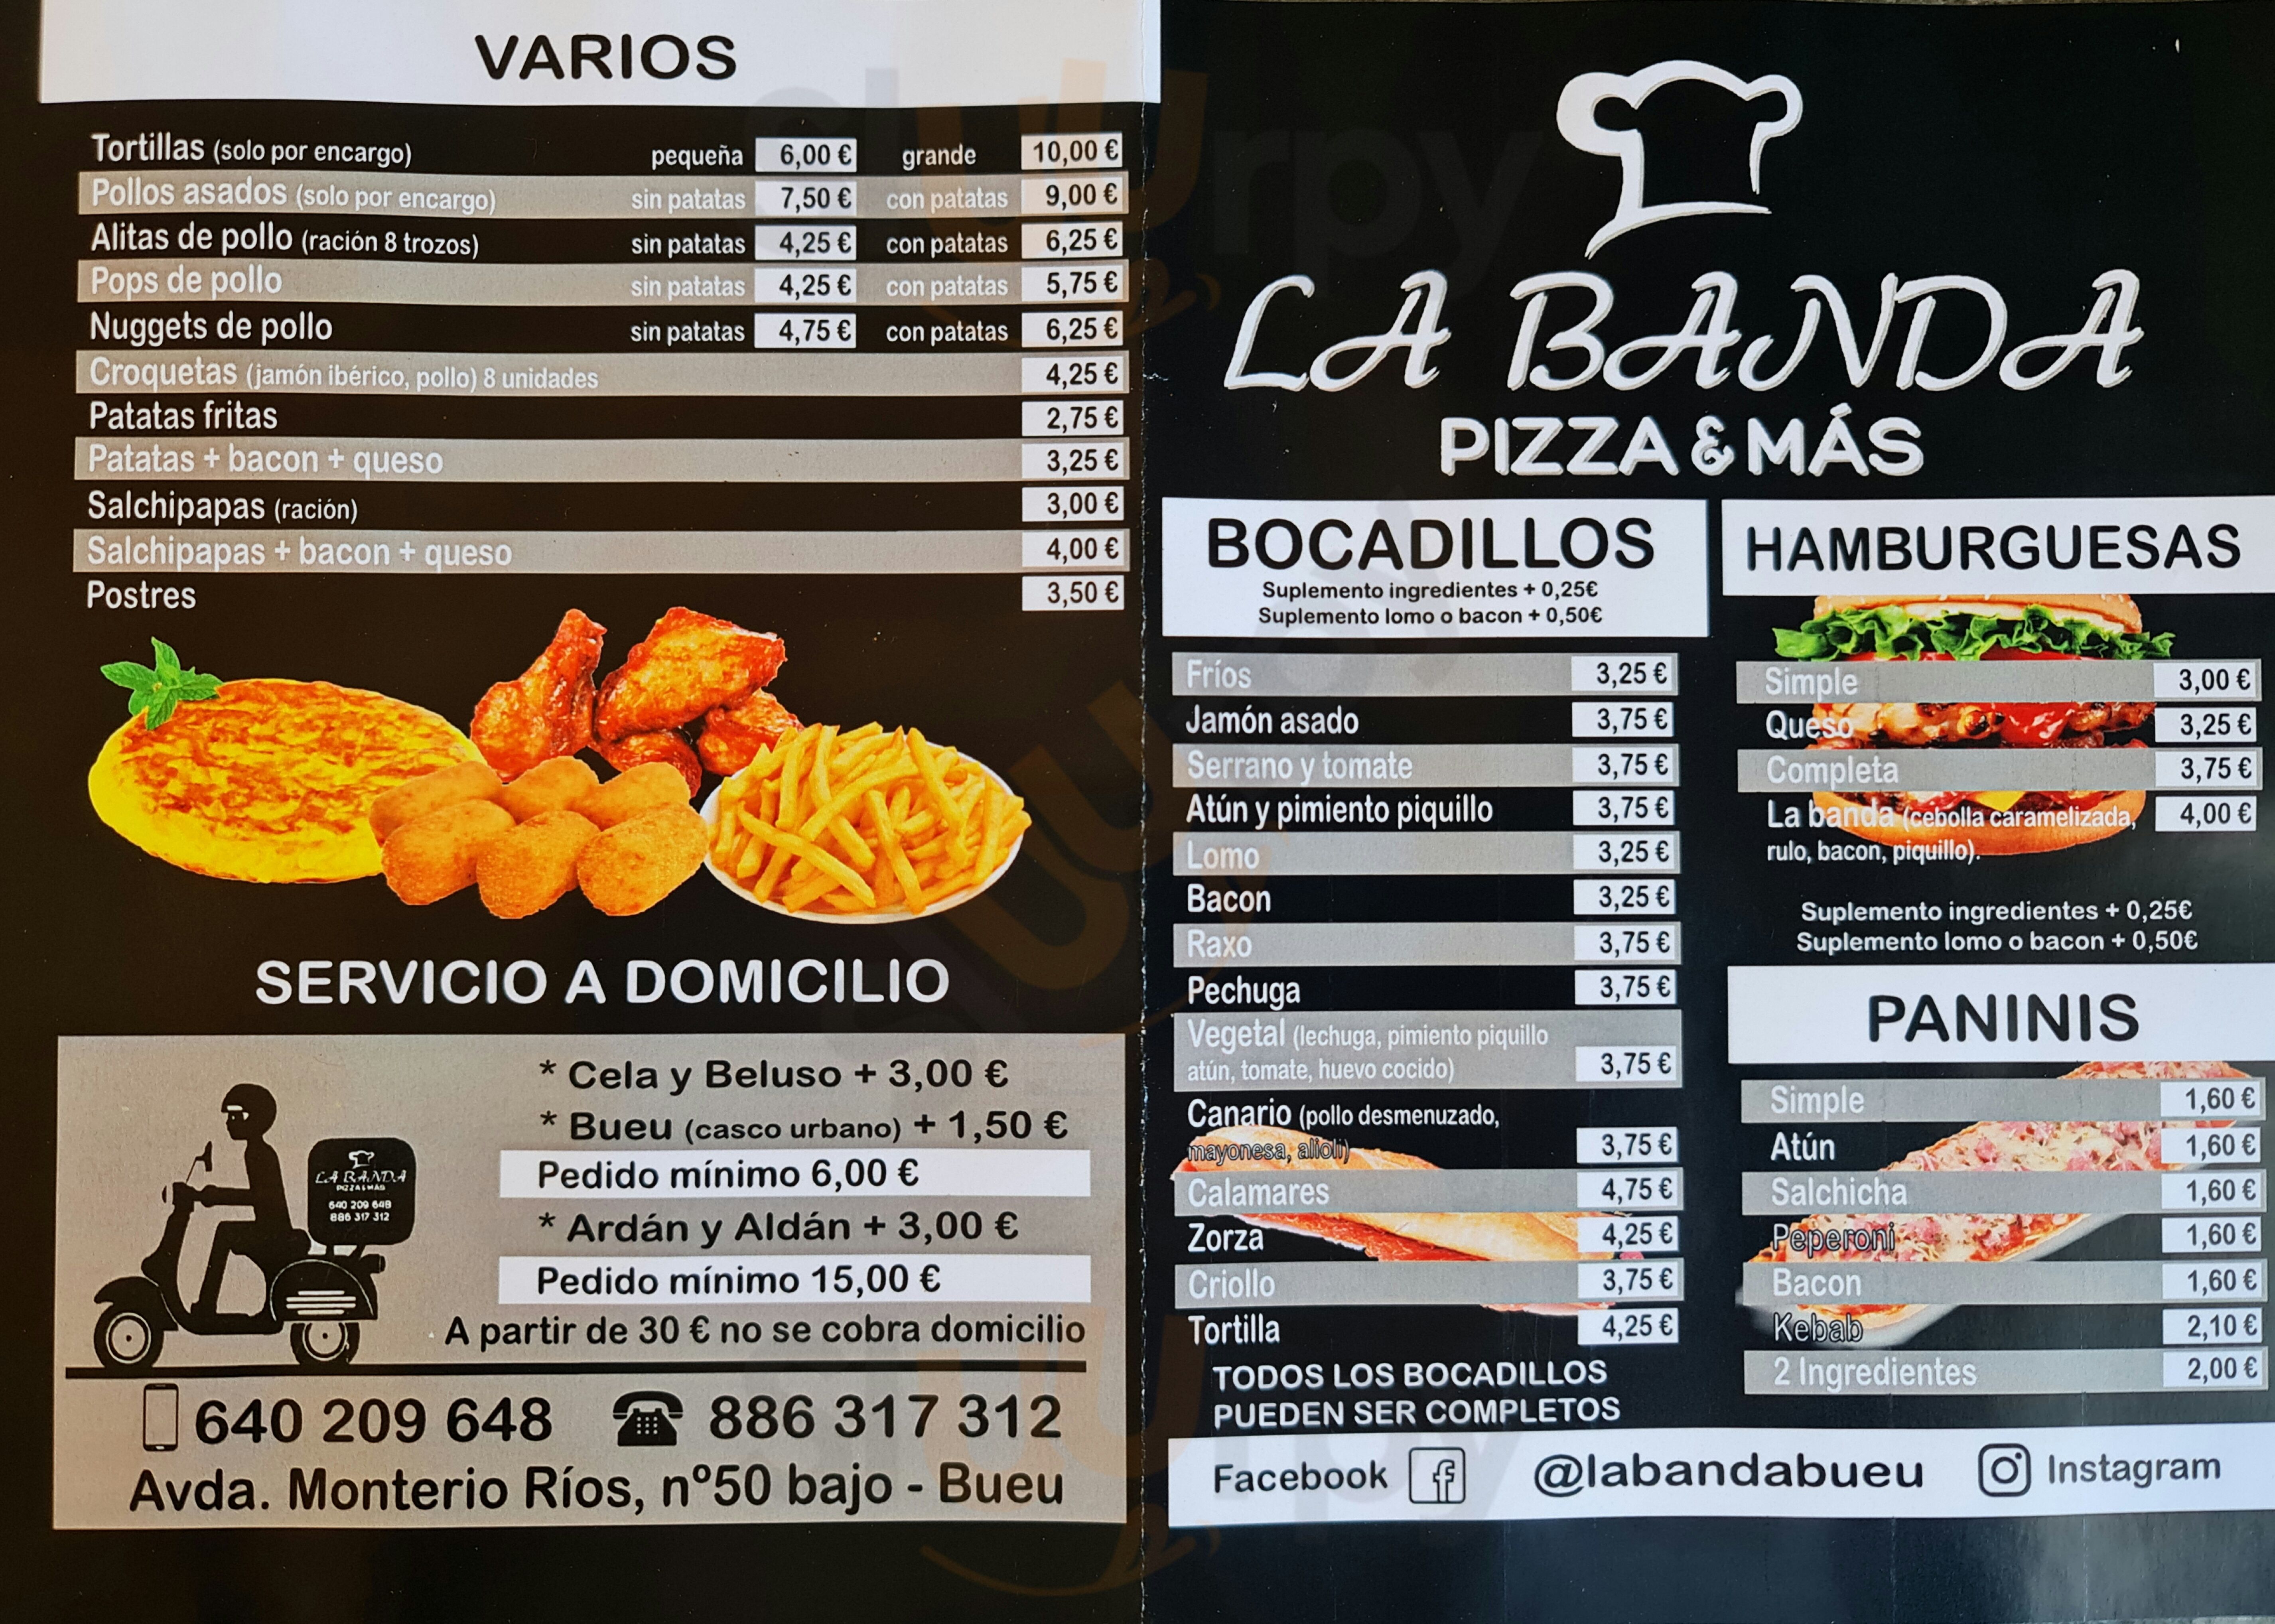 VARIOS
Tortillas (solo por encargo) pequeña 6,00 € grande 10,00 €
Pollos asados (solo por encargo) sin patatas 7,50 € con patatas 9,00 €
Alitas de pollo (ración 8 trozos) sin patatas 4,25 € con patatas 6,25 €
Pops de pollo sin patatas 4,25 € con patatas 5,75 €
Nuggets de pollo sin patatas 4,75 € con patatas 6,25 €
Croquetas (jamón ibérico, pollo) 8 unidades 4,25 €
Patatas fritas 2,75 €
Patatas + bacon + queso 3,25 €
Salchipapas (ración) 3,00 €
Salchipapas + bacon + queso 4,00 €
Postres 3,50 €
SERVICIO A DOMICILIO
* Cela y Beluso + 3,00 €
* Bueu (casco urbano) + 1,50 €
Pedido mínimo 6,00 €
* Ardán y Aldán + 3,00 €
Pedido mínimo 15,00 €
A partir de 30 € no se cobra domicilio
LA BANDA
PIZZA & MÁS
640 209 648
886 317 312
640 209 648 886 317 312
Avda. Monterio Ríos, nº50 bajo - Bueu
LA BANDA
PIZZA & MÁS
BOCADILLOS
Suplemento ingredientes + 0,25€
Suplemento lomo o bacon + 0,50€
Fríos 3,25 €
Jamón asado 3,75 €
Serrano y tomate 3,75 €
Atún y pimiento piquillo 3,75 €
Lomo 3,25 €
Bacon 3,25 €
Raxo 3,75 €
Pechuga 3,75 €
Vegetal (lechuga, pimiento piquillo
atún, tomate, huevo cocido) 3,75 €
Canario (pollo desmenuzado,
mayonesa, alioli) 3,75 €
Calamares 4,75 €
Zorza 4,25 €
Criollo 3,75 €
Tortilla 4,25 €
TODOS LOS BOCADILLOS
PUEDEN SER COMPLETOS
HAMBURGUESAS
Simple 3,00 €
Queso 3,25 €
Completa 3,75 €
La banda (cebolla caramelizada, 4,00 €
rulo, bacon, piquillo).
Suplemento ingredientes + 0,25€
Suplemento lomo o bacon + 0,50€
PANINIS
Simple 1,60 €
Atún 1,60 €
Salchicha 1,60 €
Peperoni 1,60 €
Bacon 1,60 €
Kebab 2,10 €
2 Ingredientes 2,00 €
Facebook @labandabueu Instagram
slurpy
slurpy
slurpy